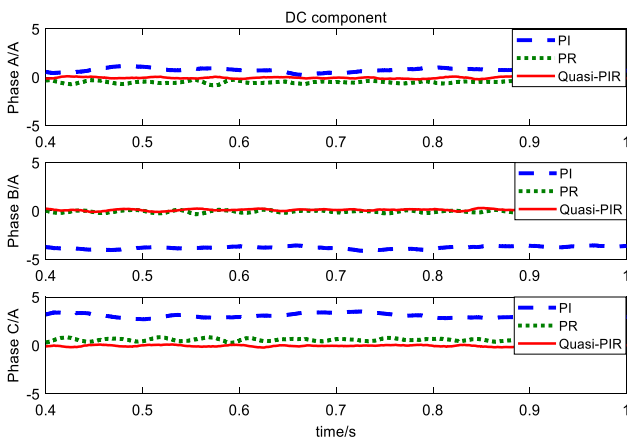 DC component
Phase A/A
5
0
-5
PI
PR
Quasi-PIR
0.4 0.5 0.6 0.7 0.8 0.9 1
Phase B/A
5
0
-5
PI
PR
Quasi-PIR
0.4 0.5 0.6 0.7 0.8 0.9 1
Phase C/A
5
0
-5
PI
PR
Quasi-PIR
0.4 0.5 0.6 0.7 0.8 0.9 1
time/s